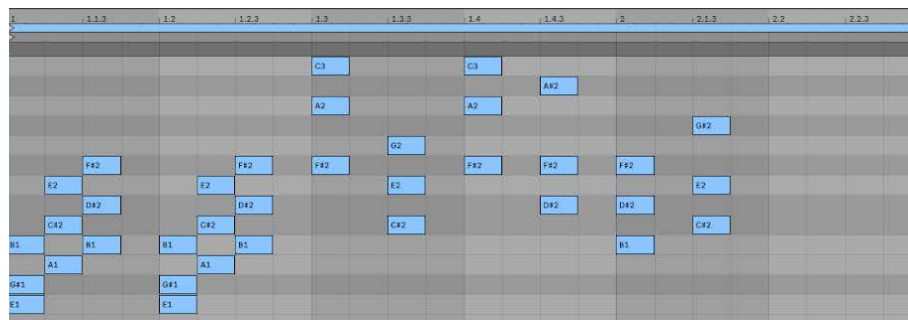 1 1.1.3 1.2 1.2.3 1.3 1.3.3 1.4 1.4.3 2 2.1.3 2.2 2.2.3
C3 C3
A#2
A2 A2
G#2
G2
F#2 F#2 F#2 F#2 F#2 F#2
E2 E2 E2 E2
D#2 D#2 D#2 D#2
C#2 C#2 C#2 C#2
B1 B1 B1 B1 B1
A1 A1
G#1 G#1
E1 E1